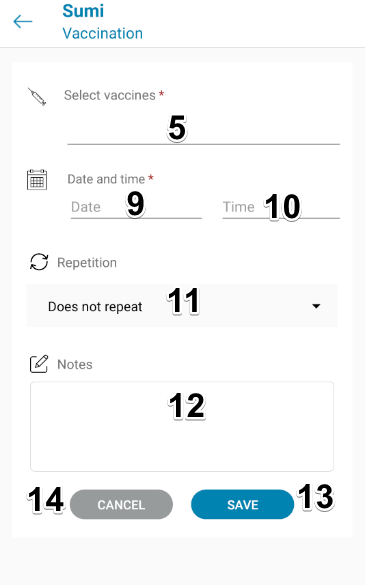 Sumi
Vaccination
Select vaccines *
5
Date and time *
Date 9 Time 10
Repetition
Does not repeat 11
Notes
12
14 CANCEL SAVE 13